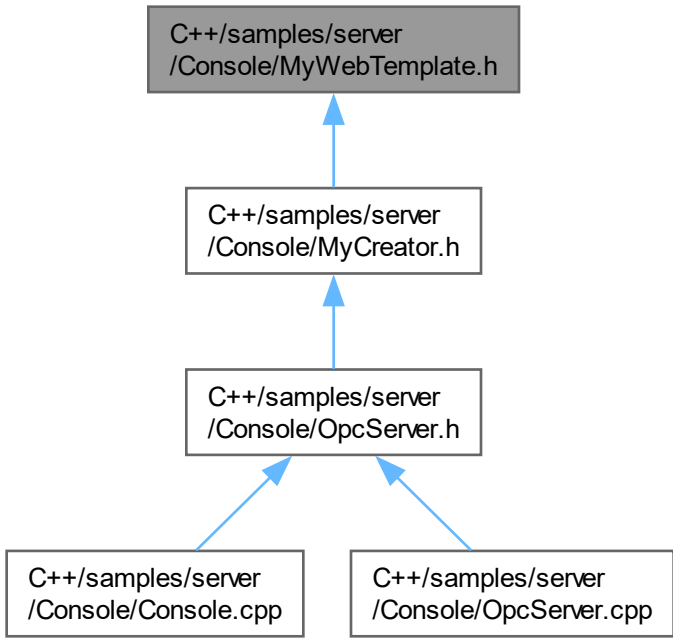 C++/samples/server
/Console/MyWebTemplate.h
C++/samples/server
/Console/MyCreator.h
C++/samples/server
/Console/OpcServer.h
C++/samples/server
/Console/Console.cpp
C++/samples/server
/Console/OpcServer.cpp